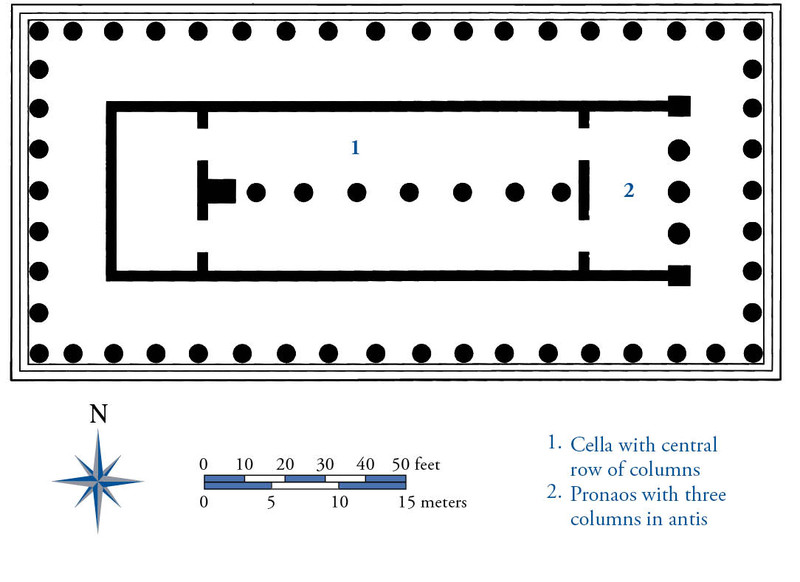 1
2
N
0 10 20 30 40 50 feet
0 5 10 15 meters
1. Cella with central
row of columns
2. Pronaos with three
columns in antis